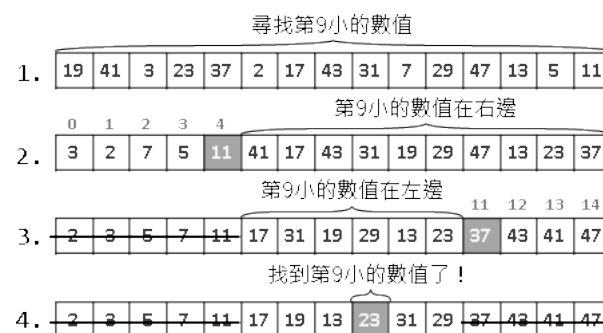 尋找第9小的數值
1. 19 41 3 23 37 2 17 43 31 7 29 47 13 5 11
第9小的數值在右邊
0 1 2 3 4
2. 3 2 7 5 11 41 17 43 31 19 29 47 13 23 37
第9小的數值在左邊
11 12 13 14
3. 2 3 5 7 11 17 31 19 29 13 23 37 43 41 47
找到第9小的數值了！
4. 2 3 5 7 11 17 19 13 23 31 29 37 43 41 47